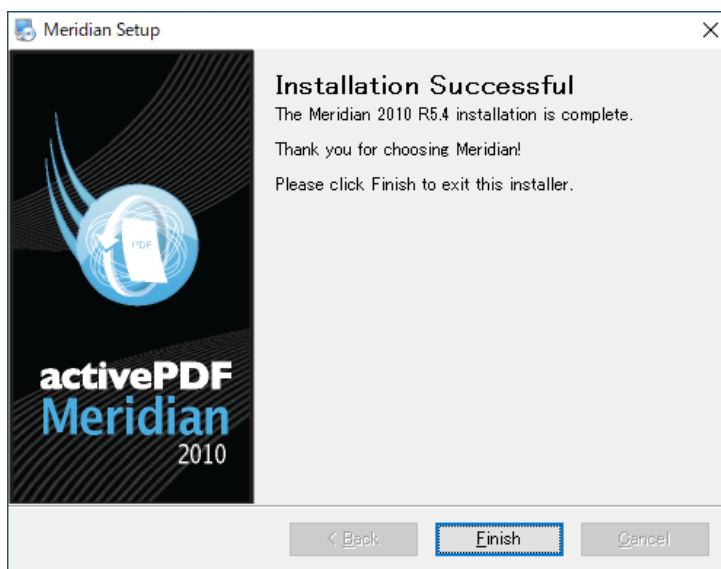 Meridian Setup
Installation Successful
The Meridian 2010 R5.4 installation is complete.
Thank you for choosing Meridian!
Please click Finish to exit this installer.
PDF
activePDF
Meridian
2010
< Back
Finish
Cancel